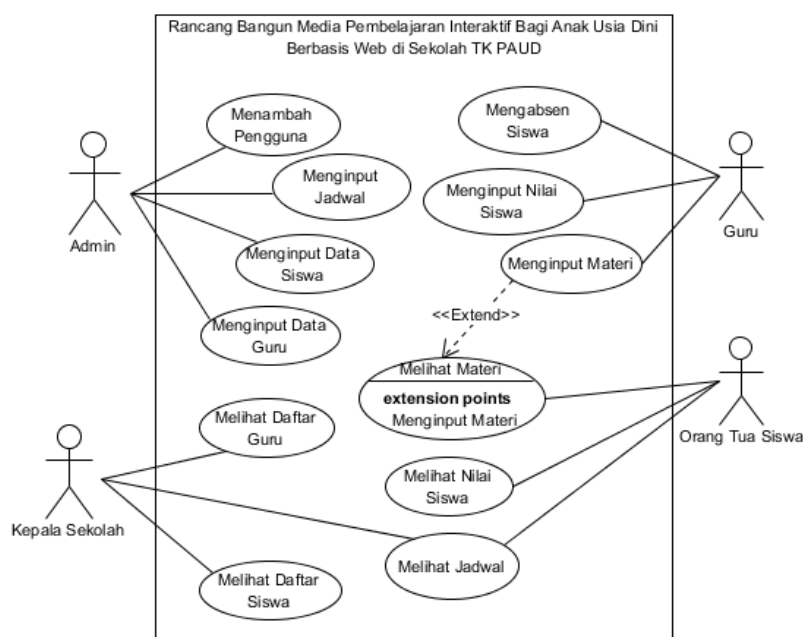 Rancang Bangun Media Pembelajaran Interaktif Bagi Anak Usia Dini
Berbasis Web di Sekolah TK PAUD
Menambah
Pengguna
Mengabsen
Siswa
Menginput
Jadwal
Menginput Nilai
Siswa
Admin
Guru
Menginput Data
Siswa
Menginput Materi
<<Extend>>
Menginput Data
Guru
Melihat Materi
extension points
Menginput Materi
Melihat Daftar
Guru
Orang Tua Siswa
Melihat Nilai
Siswa
Kepala Sekolah
Melihat Jadwal
Melihat Daftar
Siswa